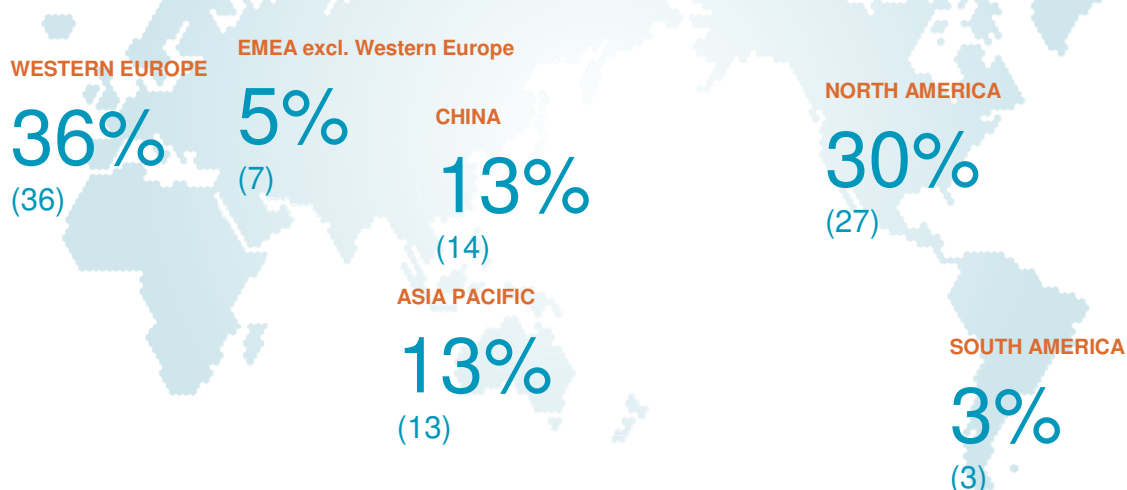 WESTERN EUROPE
36%
(36)
EMEA excl. Western Europe
5%
(7)
CHINA
13%
(14)
ASIA PACIFIC
13%
(13)
NORTH AMERICA
30%
(27)
SOUTH AMERICA
3%
(3)